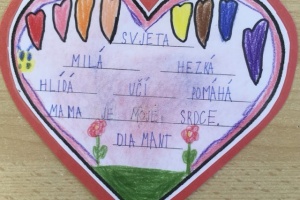 SVJETA
MILÁ HEZKÁ
HLÍDÁ UČÍ POMÁHÁ
MAMA JE MOJE SRDCE.
DIAMANT